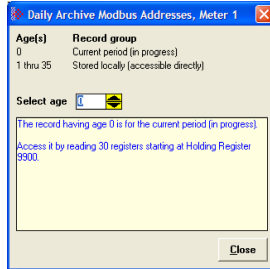 Daily Archive Modbus Addresses, Meter 1
Age(s) Record group
0 Current period (in progress)
1 thru 35 Stored locally (accessible directly)
Select age 0
The record having age 0 is for the current period (in progress).
Access it by reading 30 registers starting at Holding Register
9900.
Close